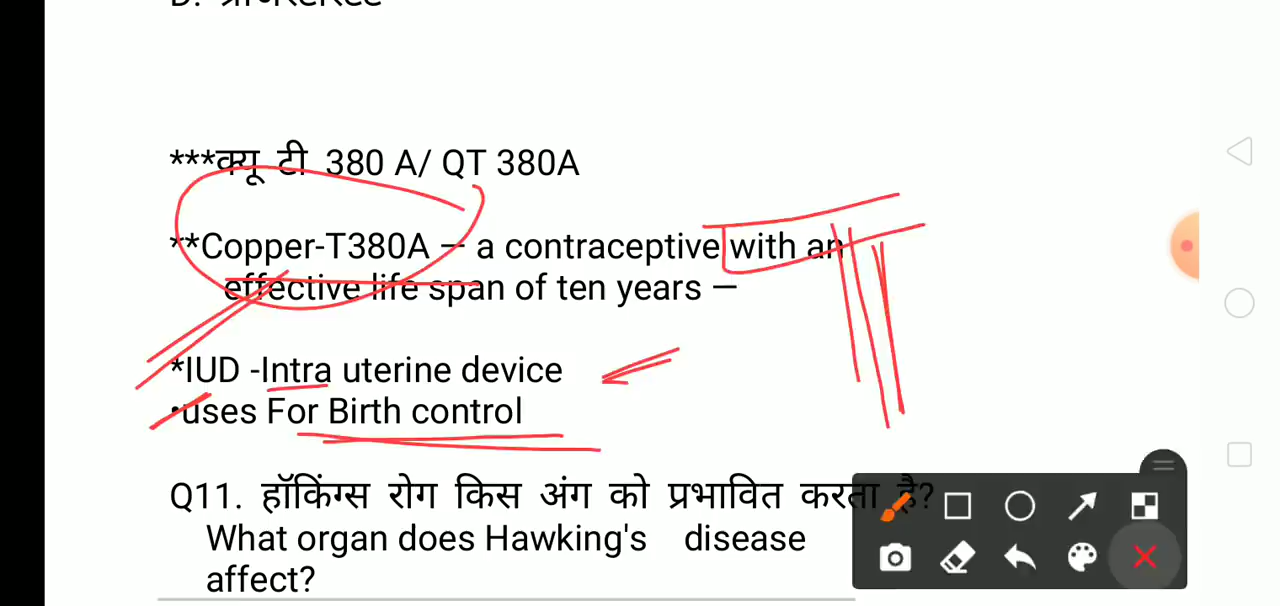 ***क्यू टी 380 A/ QT 380A
**Copper-T380A – a contraceptive with an
effective life span of ten years –
*IUD -Intra uterine device
•uses For Birth control
Q11. हॉकिंग्स रोग किस अंग को प्रभावित करता है?
What organ does Hawking's disease
affect?